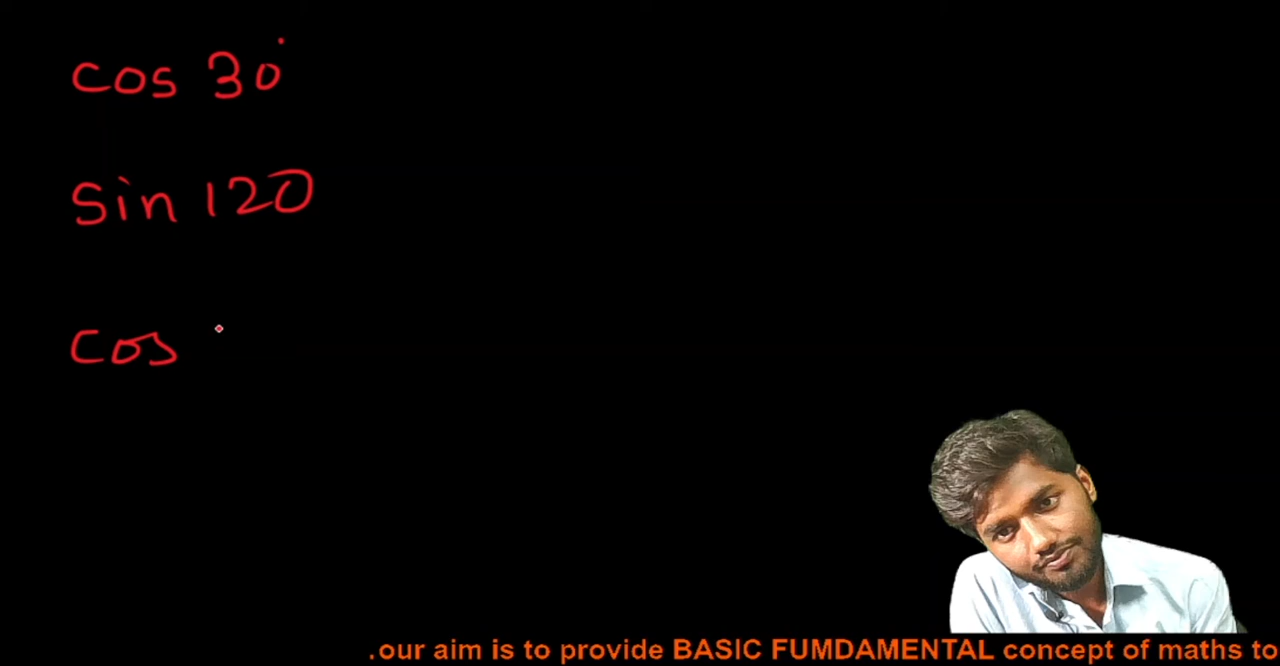 cos 30°
Sin 120
cos
.our aim is to provide BASIC FUMDAMENTAL concept of maths to